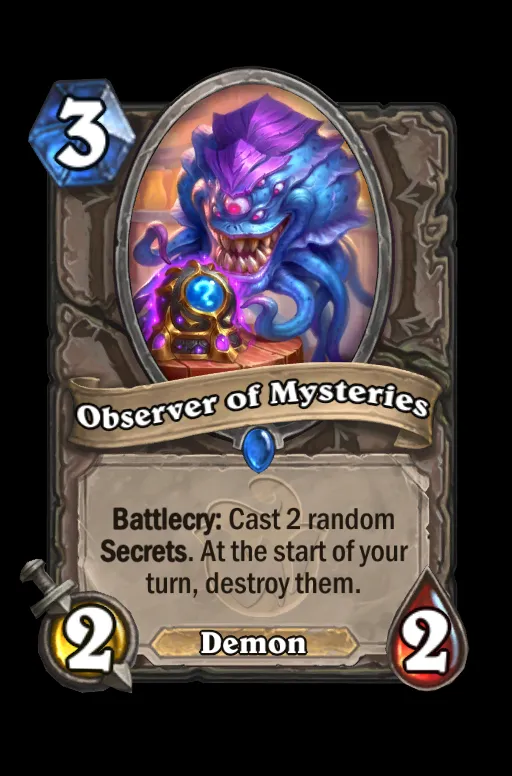 3
?
Observer of Mysteries
Battlecry: Cast 2 random
Secrets. At the start of your
turn, destroy them.
2
Demon
2